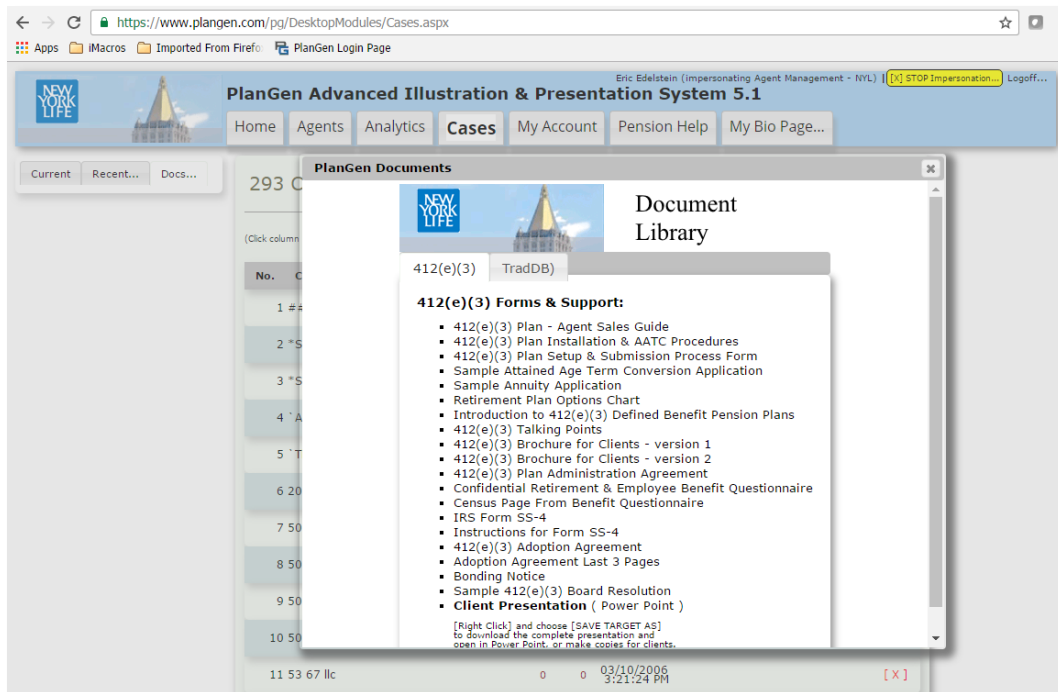 https://www.plangen.com/pg/DesktopModules/Cases.aspx
Apps iMacros Imported From Firefo PlanGen Login Page
Eric Edelstein (impersonating Agent Management - NYL) | [X] STOP Impersonation... Logoff...
NEW YORK LIFE
PlanGen Advanced Illustration & Presentation System 5.1
Home Agents Analytics Cases My Account Pension Help My Bio Page...
Current Recent... Docs...
293 C
(Click column
No. C
1 ##
2 *S
3 *S
4 `A
5 `T
6 20
7 50
8 50
9 50
10 50
11 53 67 llc 0 0 03/10/2006 3:21:24 PM [ X ]
PlanGen Documents
NEW YORK LIFE
Document
Library
412(e)(3) TradDB)
412(e)(3) Forms & Support:
412(e)(3) Plan - Agent Sales Guide
412(e)(3) Plan Installation & AATC Procedures
412(e)(3) Plan Setup & Submission Process Form
Sample Attained Age Term Conversion Application
Sample Annuity Application
Retirement Plan Options Chart
Introduction to 412(e)(3) Defined Benefit Pension Plans
412(e)(3) Talking Points
412(e)(3) Brochure for Clients - version 1
412(e)(3) Brochure for Clients - version 2
412(e)(3) Plan Administration Agreement
Confidential Retirement & Employee Benefit Questionnaire
Census Page From Benefit Questionnaire
IRS Form SS-4
Instructions for Form SS-4
412(e)(3) Adoption Agreement
Adoption Agreement Last 3 Pages
Bonding Notice
Sample 412(e)(3) Board Resolution
Client Presentation ( Power Point )
[Right Click] and choose [SAVE TARGET AS]
to download the complete presentation and
open in Power Point, or make copies for clients.